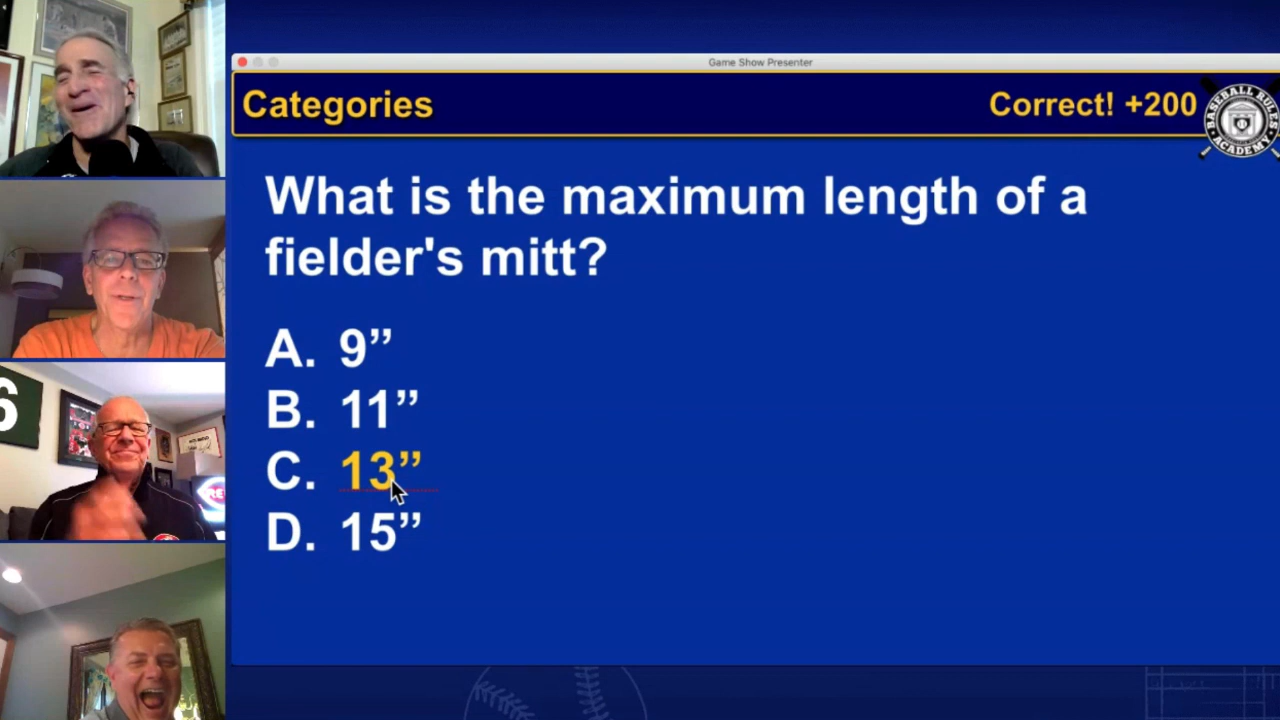 Game Show Presenter
Categories
Correct! +200
BASEBALL RULES
ACADEMY
What is the maximum length of a
fielder's mitt?
A. 9”
B. 11”
C. 13”
D. 15”
6